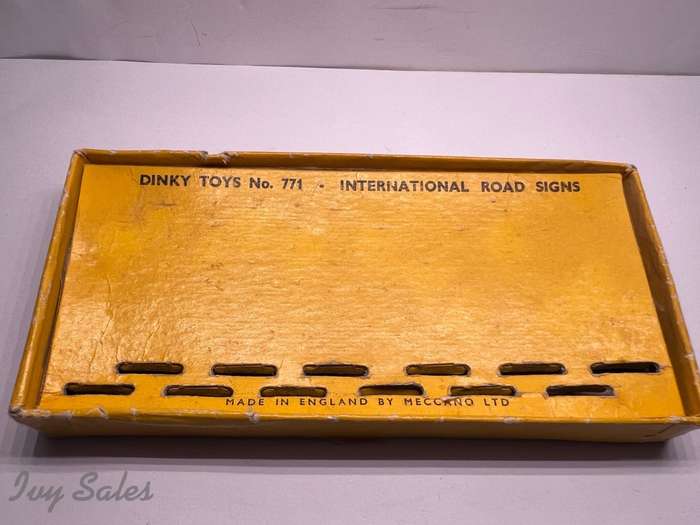 DINKY TOYS No. 771 - INTERNATIONAL ROAD SIGNS
MADE IN ENGLAND BY MECCANO LTD
Ivy Sales